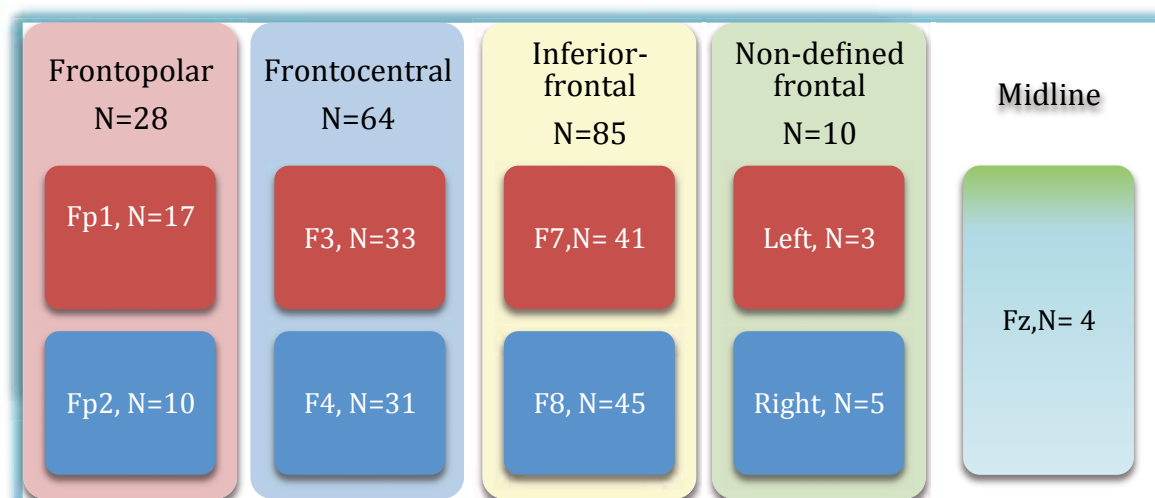 Frontopolar
N=28
Fp1, N=17
Fp2, N=10
Frontocentral
N=64
F3, N=33
F4, N=31
Inferior-
frontal
N=85
F7,N= 41
F8, N=45
Non-defined
frontal
N=10
Left, N=3
Right, N=5
Midline
Fz,N= 4